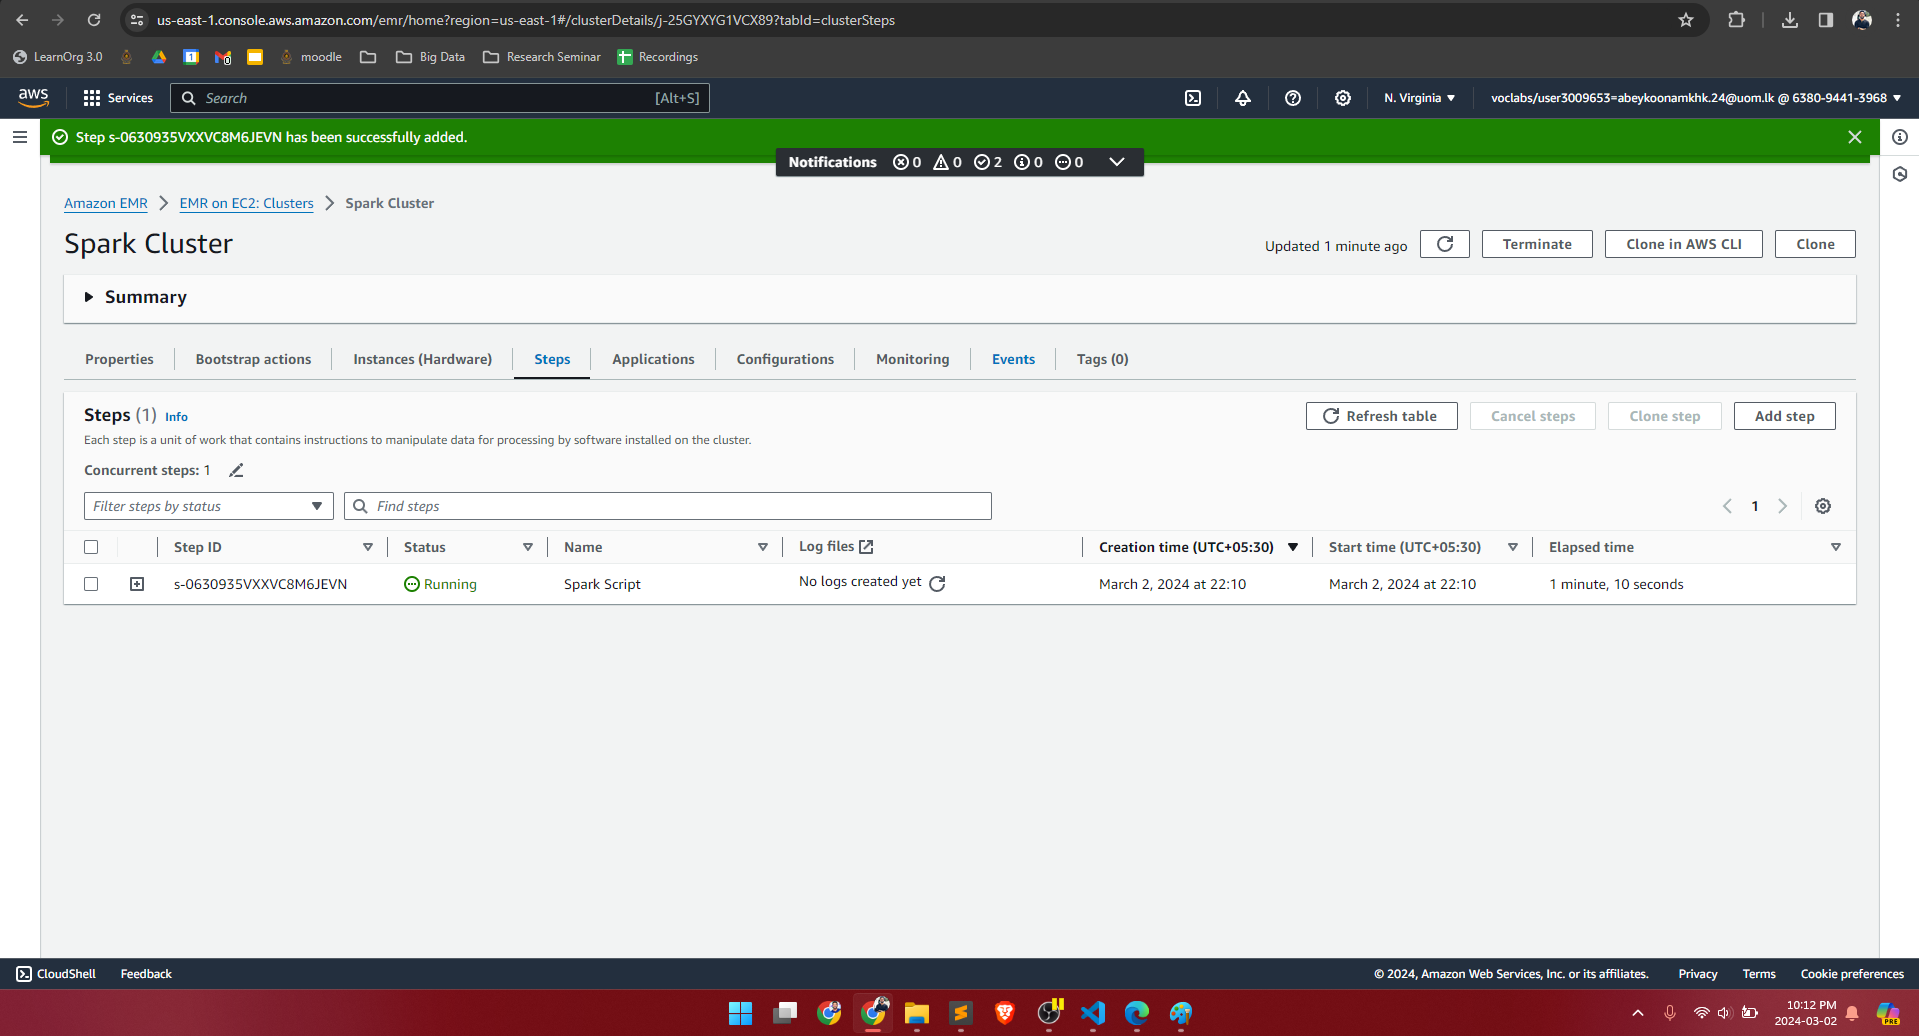 us-east-1.console.aws.amazon.com/emr/home?region=us-east-1#/clusterDetails/j-25GYXYG1VCX89?tabId=clusterSteps
LearnOrg 3.0 moodle Big Data Research Seminar Recordings
aws Services Search [Alt+S] N. Virginia voclabs/user3009653=abeykoonamkhk.24@uom.lk @ 6380-9441-3968
Step s-0630935VXXVC8M6JEVN has been successfully added.
Notifications 0 0 2 0 0
Amazon EMR EMR on EC2: Clusters Spark Cluster
Spark Cluster
Updated 1 minute ago Terminate Clone in AWS CLI Clone
Summary
Properties Bootstrap actions Instances (Hardware) Steps Applications Configurations Monitoring Events Tags (0)
Steps (1) Info
Refresh table Cancel steps Clone step Add step
Each step is a unit of work that contains instructions to manipulate data for processing by software installed on the cluster.
Concurrent steps: 1
Filter steps by status Find steps 1
Step ID Status Name Log files Creation time (UTC+05:30) Start time (UTC+05:30) Elapsed time
s-0630935VXXVC8M6JEVN Running Spark Script No logs created yet March 2, 2024 at 22:10 March 2, 2024 at 22:10 1 minute, 10 seconds
CloudShell Feedback © 2024, Amazon Web Services, Inc. or its affiliates. Privacy Terms Cookie preferences
10:12 PM
2024-03-02
PRE